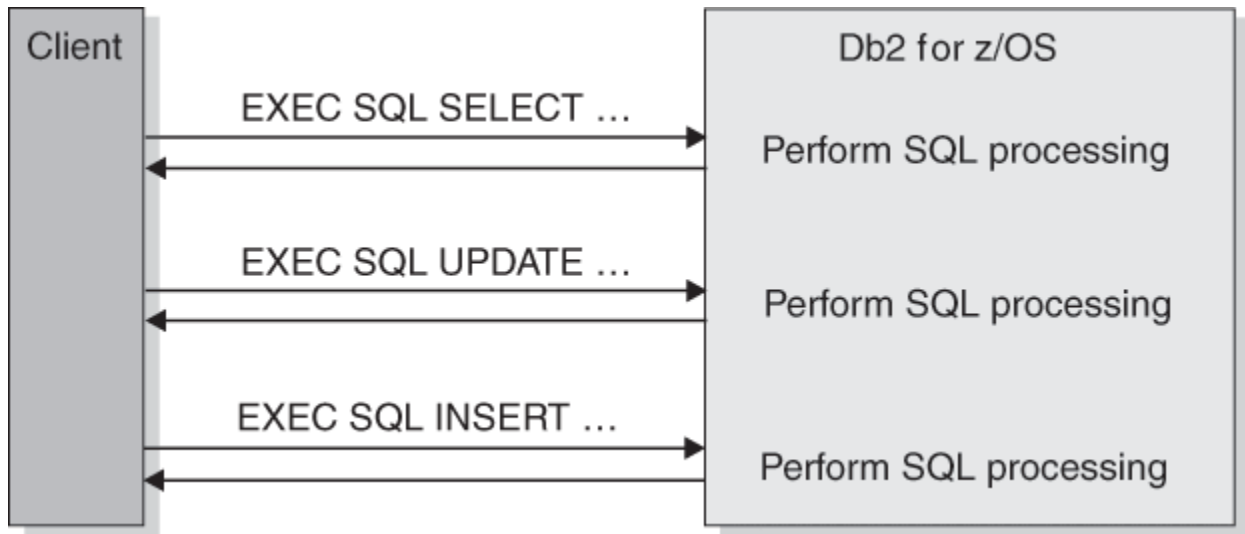 Client
Db2 for z/OS
EXEC SQL SELECT …
Perform SQL processing
EXEC SQL UPDATE …
Perform SQL processing
EXEC SQL INSERT …
Perform SQL processing